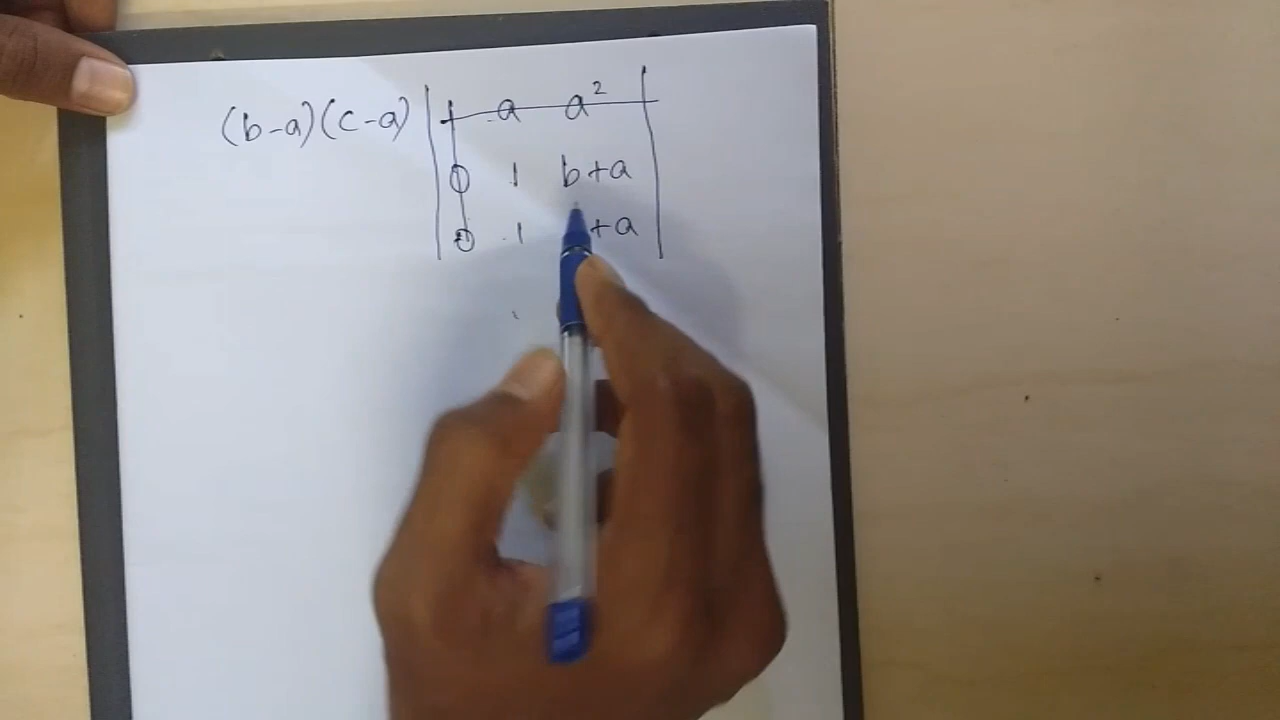 (b-a)(c-a) | 1 a a² |
| 0 1 b+a |
| 0 1 +a |